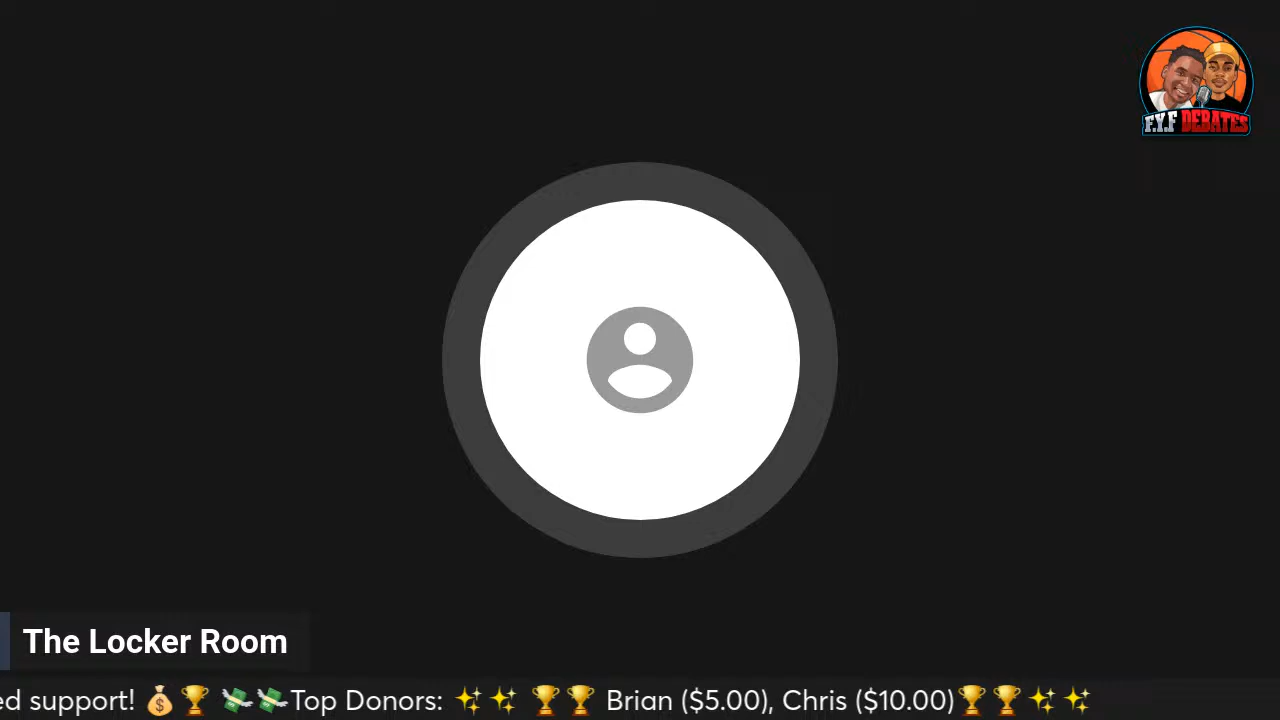 F.Y.F DEBATES
The Locker Room
ed support! 💰🏆 💸💸Top Donors: ✨✨ 🏆🏆 Brian ($5.00), Chris ($10.00)🏆🏆✨✨